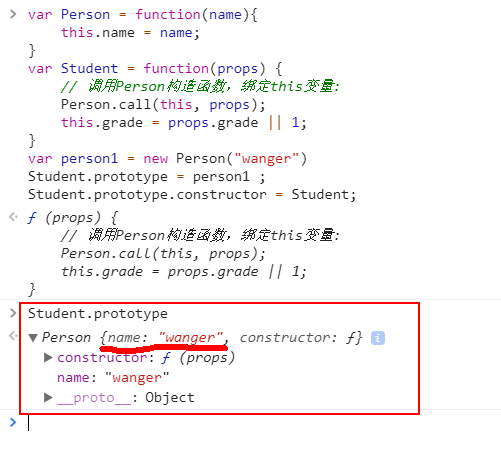 var Person = function(name){
this.name = name;
}
var Student = function(props) {
// 调用Person构造函数，绑定this变量:
Person.call(this, props);
this.grade = props.grade || 1;
}
var person1 = new Person("wanger")
Student.prototype = person1 ;
Student.prototype.constructor = Student;
ƒ (props) {
// 调用Person构造函数，绑定this变量:
Person.call(this, props);
this.grade = props.grade || 1;
}
Student.prototype
Person {name: "wanger", constructor: ƒ}
constructor: ƒ (props)
name: "wanger"
__proto__: Object